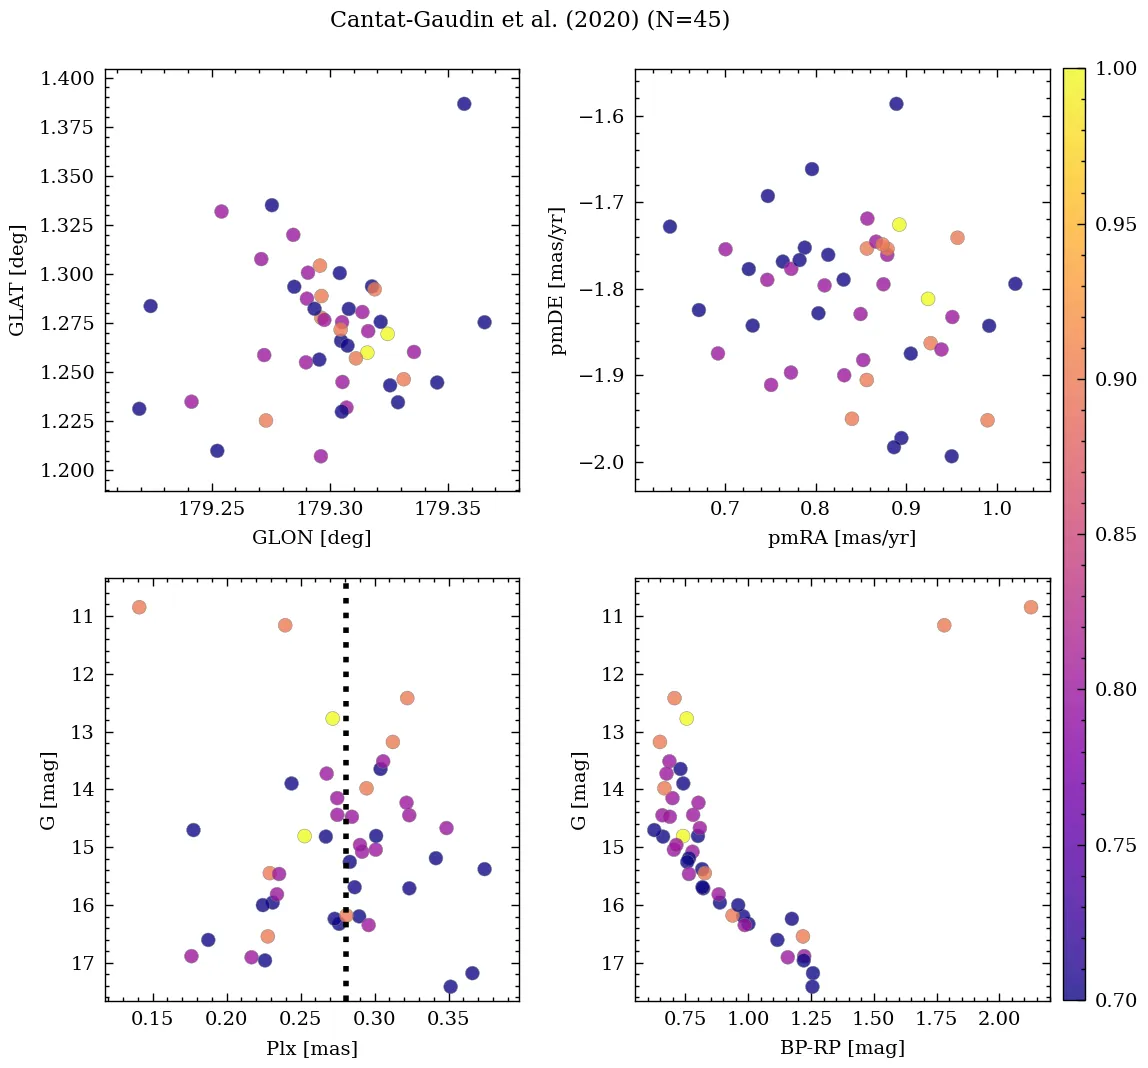 Cantat-Gaudin et al. (2020) (N=45)
1.400
1.375
1.350
1.325
1.300
1.275
1.250
1.225
1.200
GLAT [deg]
179.25 179.30 179.35
GLON [deg]
−1.6
−1.7
−1.8
−1.9
−2.0
pmDE [mas/yr]
0.7 0.8 0.9 1.0
pmRA [mas/yr]
11
12
13
14
15
16
17
G [mag]
0.15 0.20 0.25 0.30 0.35
Plx [mas]
11
12
13
14
15
16
17
G [mag]
0.75 1.00 1.25 1.50 1.75 2.00
BP-RP [mag]
1.00
0.95
0.90
0.85
0.80
0.75
0.70